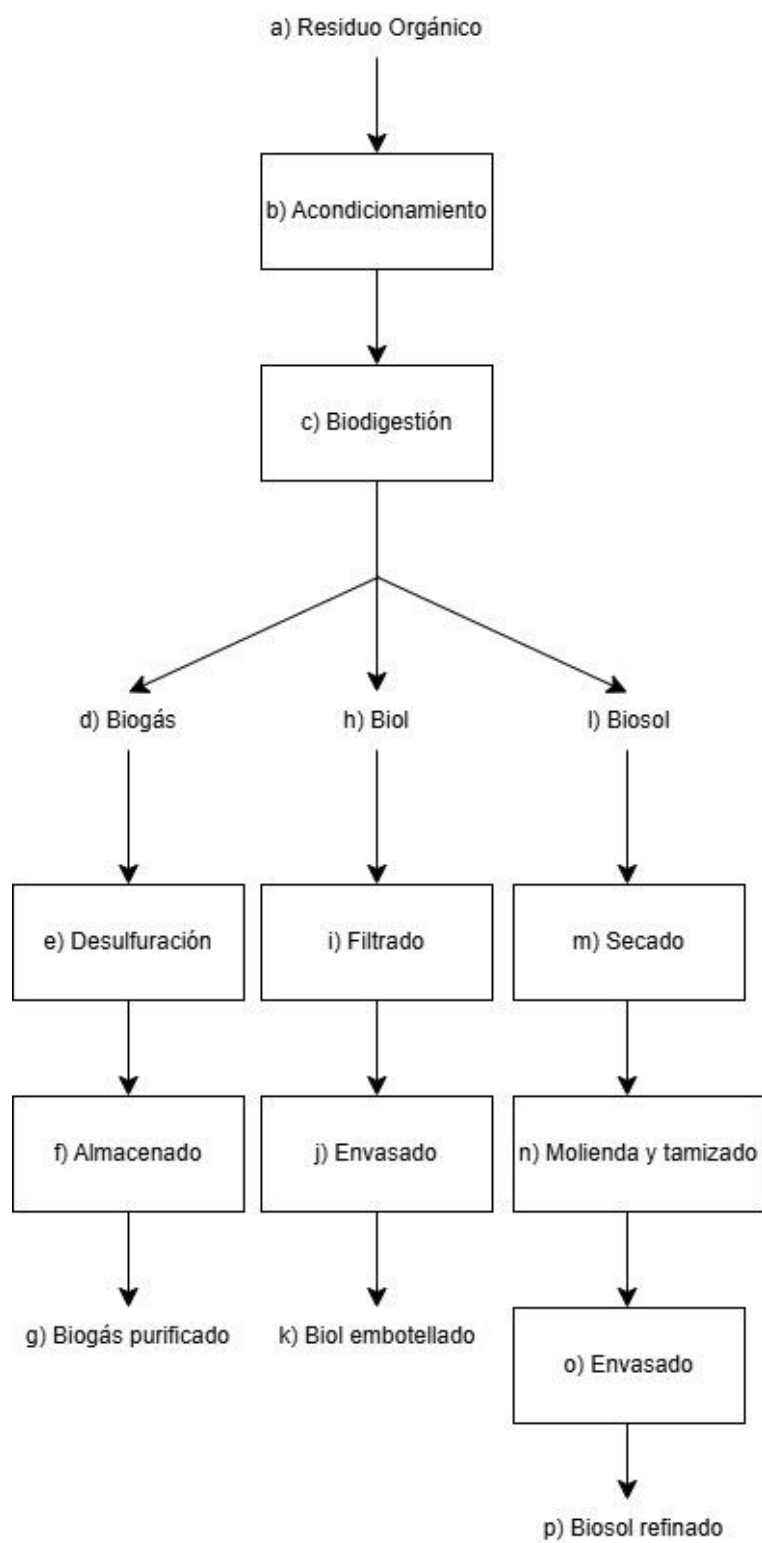 a) Residuo Orgánico
b) Acondicionamiento
c) Biodigestión
d) Biogás
h) Biol
l) Biosol
e) Desulfuración
i) Filtrado
m) Secado
f) Almacenado
j) Envasado
n) Molienda y tamizado
g) Biogás purificado
k) Biol embotellado
o) Envasado
p) Biosol refinado